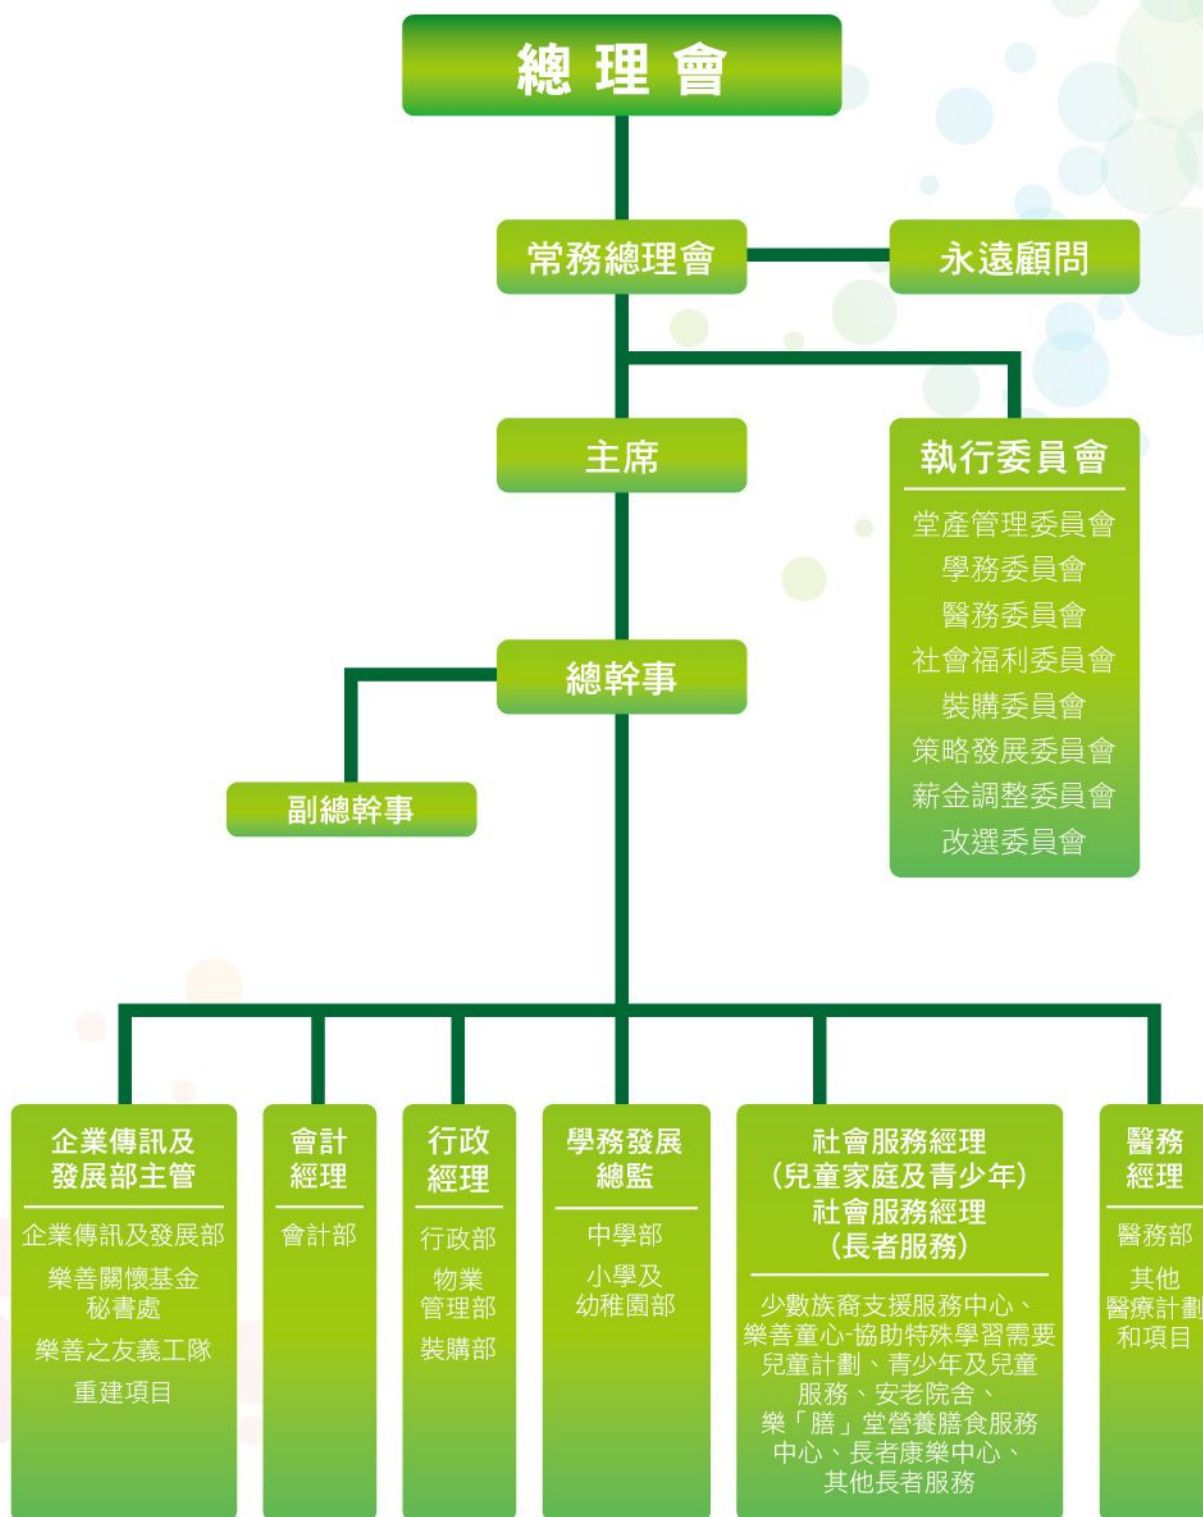 總理會
常務總理會
永遠顧問
主席
執行委員會
堂產管理委員會
學務委員會
醫務委員會
社會福利委員會
裝購委員會
策略發展委員會
薪金調整委員會
改選委員會
總幹事
副總幹事
企業傳訊及
發展部主管
企業傳訊及發展部
樂善關懷基金
秘書處
樂善之友義工隊
重建項目
會計
經理
會計部
行政
經理
行政部
物業
管理部
裝購部
學務發展
總監
中學部
小學及
幼稚園部
社會服務經理
（兒童家庭及青少年）
社會服務經理
（長者服務）
少數族裔支援服務中心、
樂善童心-協助特殊學習需要
兒童計劃、青少年及兒童
服務、安老院舍、
樂「膳」堂營養膳食服務
中心、長者康樂中心、
其他長者服務
醫務
經理
醫務部
其他
醫療計劃
和項目